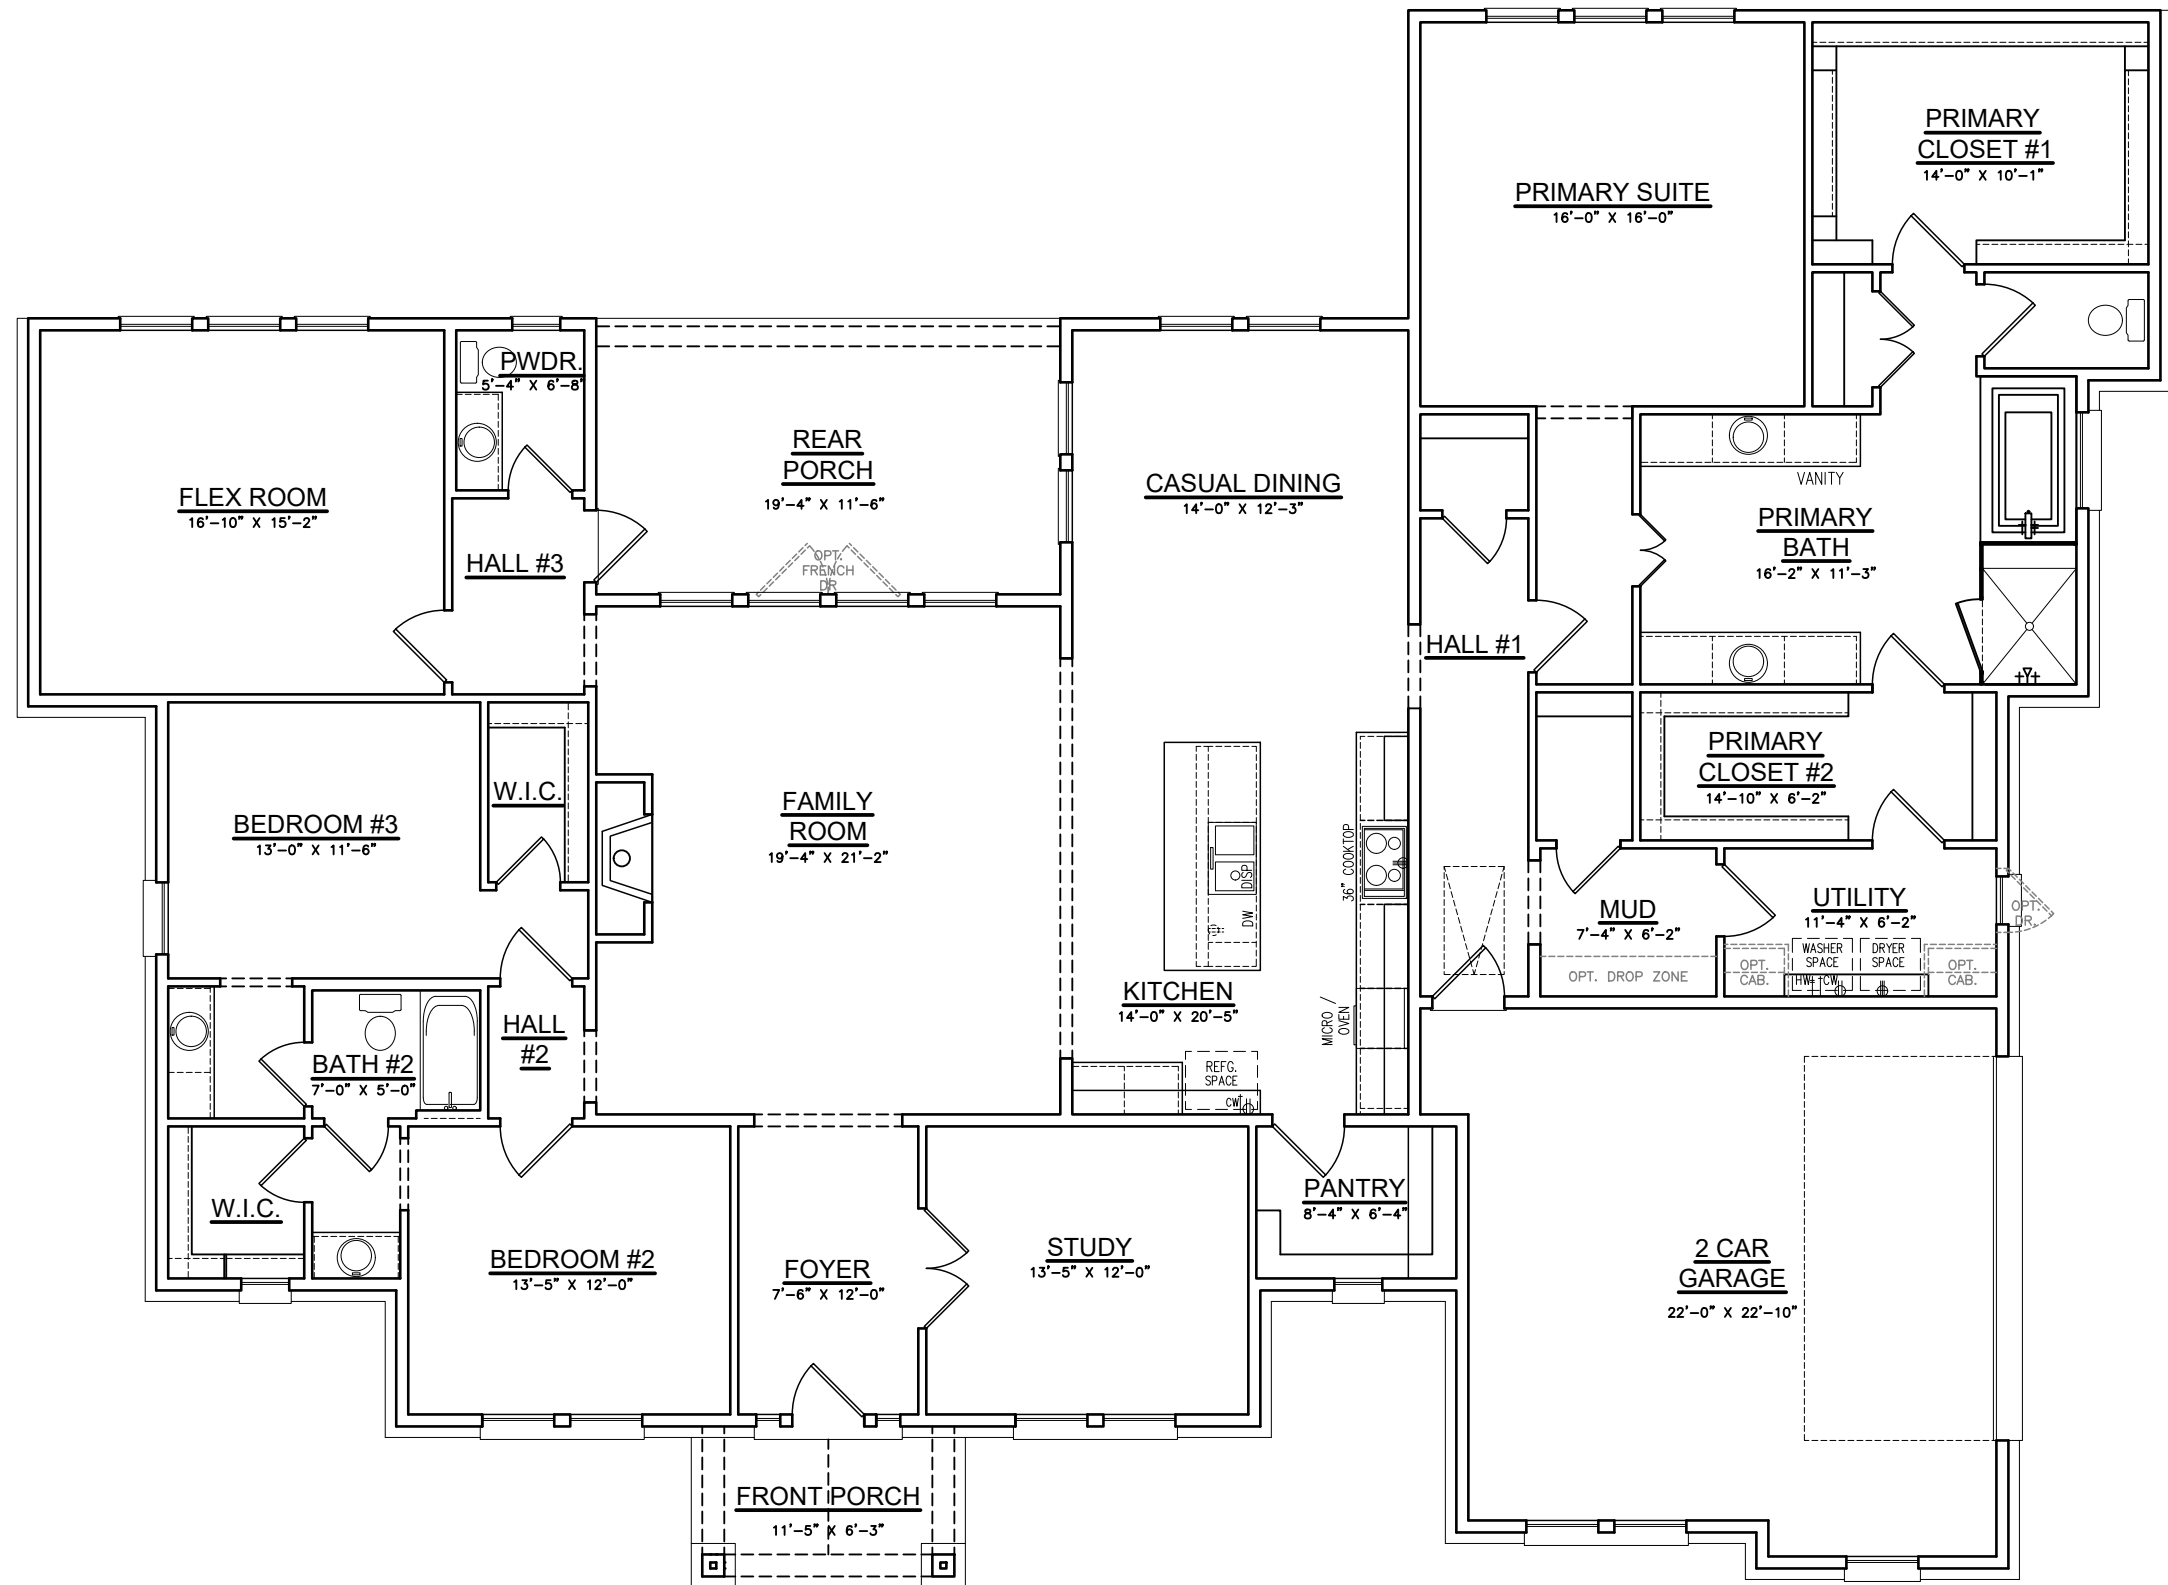 PRIMARY
CLOSET #1
14'-0" X 10'-1"
PRIMARY SUITE
16'-0" X 16'-0"
PWDR.
5'-4" X 6'-8"
REAR
PORCH
19'-4" X 11'-6"
OPT.
FRENCH
DR
CASUAL DINING
14'-0" X 12'-3"
VANITY
PRIMARY
BATH
16'-2" X 11'-3"
FLEX ROOM
16'-10" X 15'-2"
HALL #3
HALL #1
PRIMARY
CLOSET #2
14'-10" X 6'-2"
W.I.C.
BEDROOM #3
13'-0" X 11'-6"
FAMILY
ROOM
19'-4" X 21'-2"
36" COOKTOP
DISP
DW
MUD
7'-4" X 6'-2"
OPT. DROP ZONE
UTILITY
11'-4" X 6'-2"
OPT.
DR.
WASHER
SPACE
DRYER
SPACE
OPT.
CAB.
HW
CW
OPT.
CAB.
KITCHEN
14'-0" X 20'-5"
MICRO /
OVEN
REFG.
SPACE
CW
HALL
#2
BATH #2
7'-0" X 5'-0"
W.I.C.
BEDROOM #2
13'-5" X 12'-0"
FOYER
7'-6" X 12'-0"
STUDY
13'-5" X 12'-0"
PANTRY
8'-4" X 6'-4"
2 CAR
GARAGE
22'-0" X 22'-10"
FRONT PORCH
11'-5" X 6'-3"